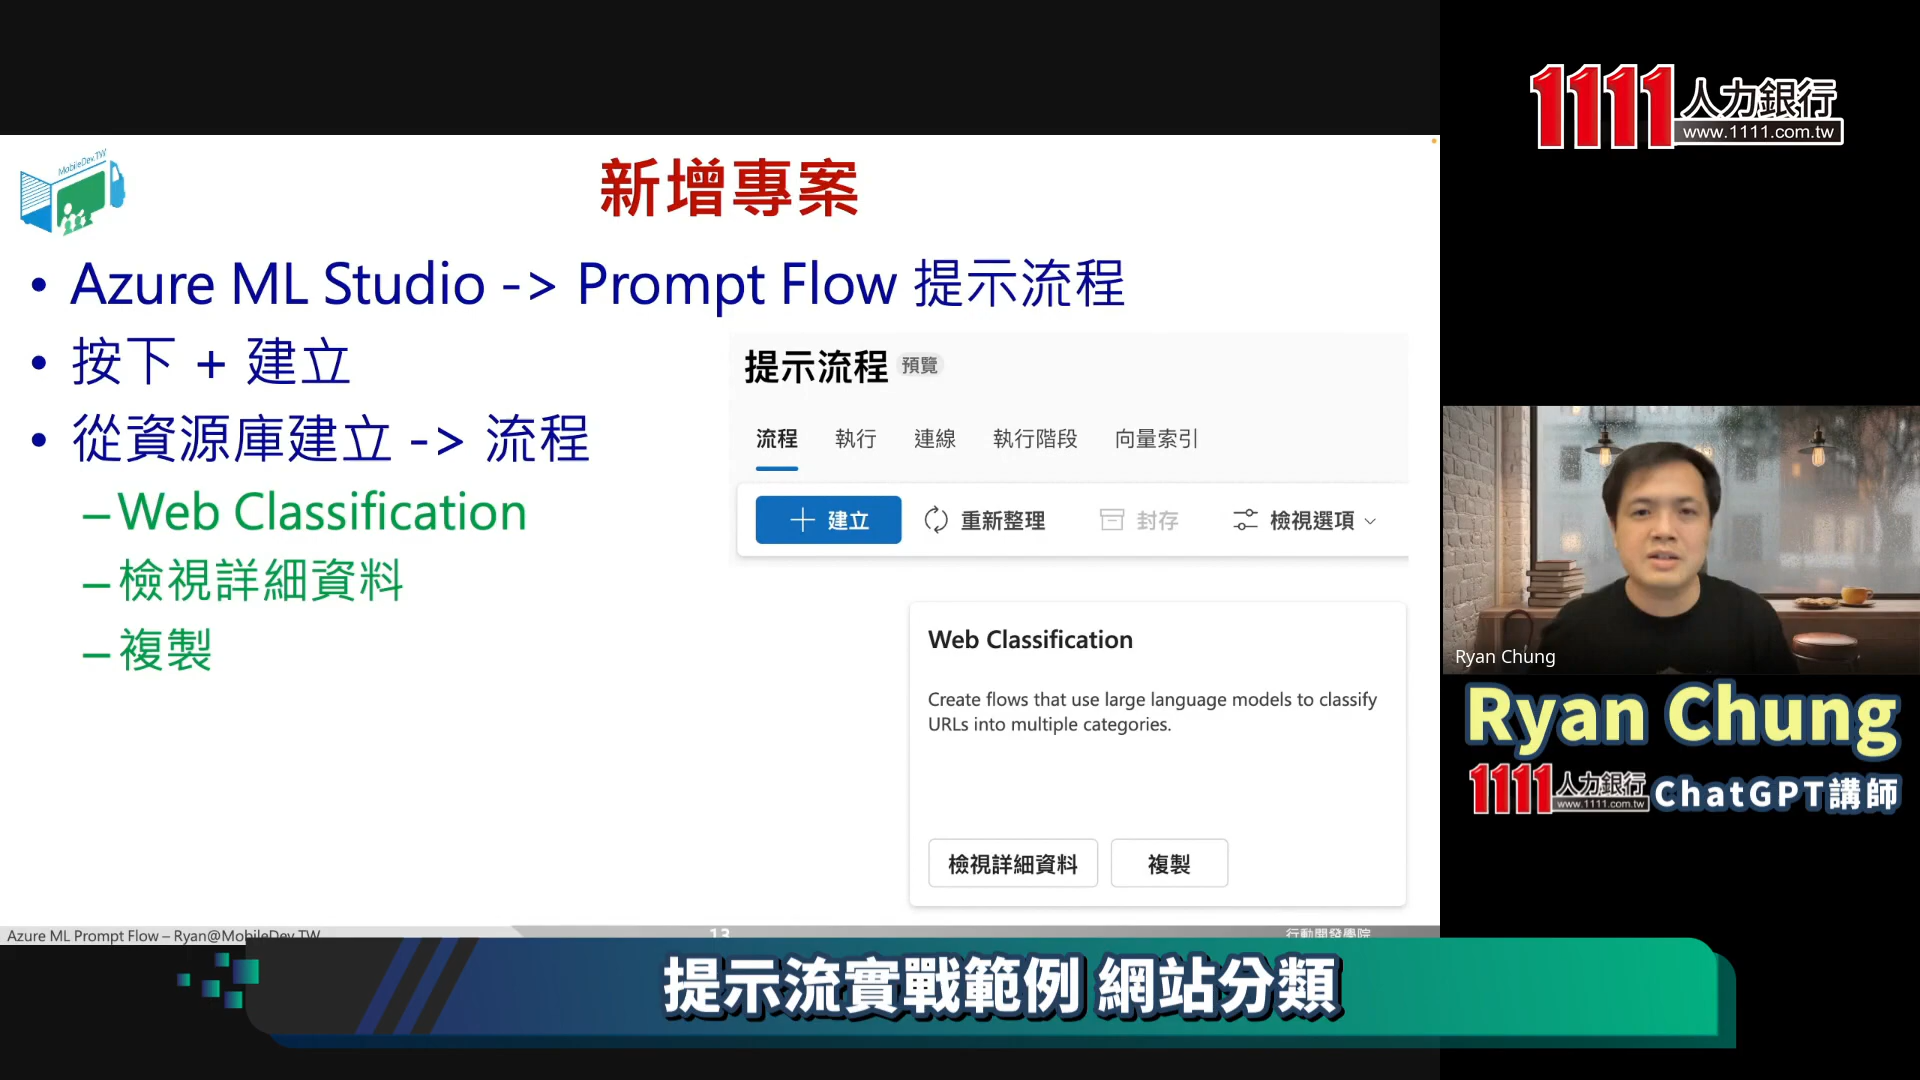 MobileDev.TW
新增專案
• Azure ML Studio -> Prompt Flow 提示流程
• 按下 + 建立
• 從資源庫建立 -> 流程
–Web Classification
–檢視詳細資料
–複製
提示流程 預覽
流程 執行 連線 執行階段 向量索引
+ 建立 重新整理 封存 檢視選項
Web Classification
Create flows that use large language models to classify
URLs into multiple categories.
檢視詳細資料 複製
Azure ML Prompt Flow – Ryan@MobileDev.TW 13 行動開發學院
提示流實戰範例 網站分類
1111人力銀行
www.1111.com.tw
Ryan Chung
Ryan Chung
1111人力銀行 www.1111.com.tw ChatGPT講師